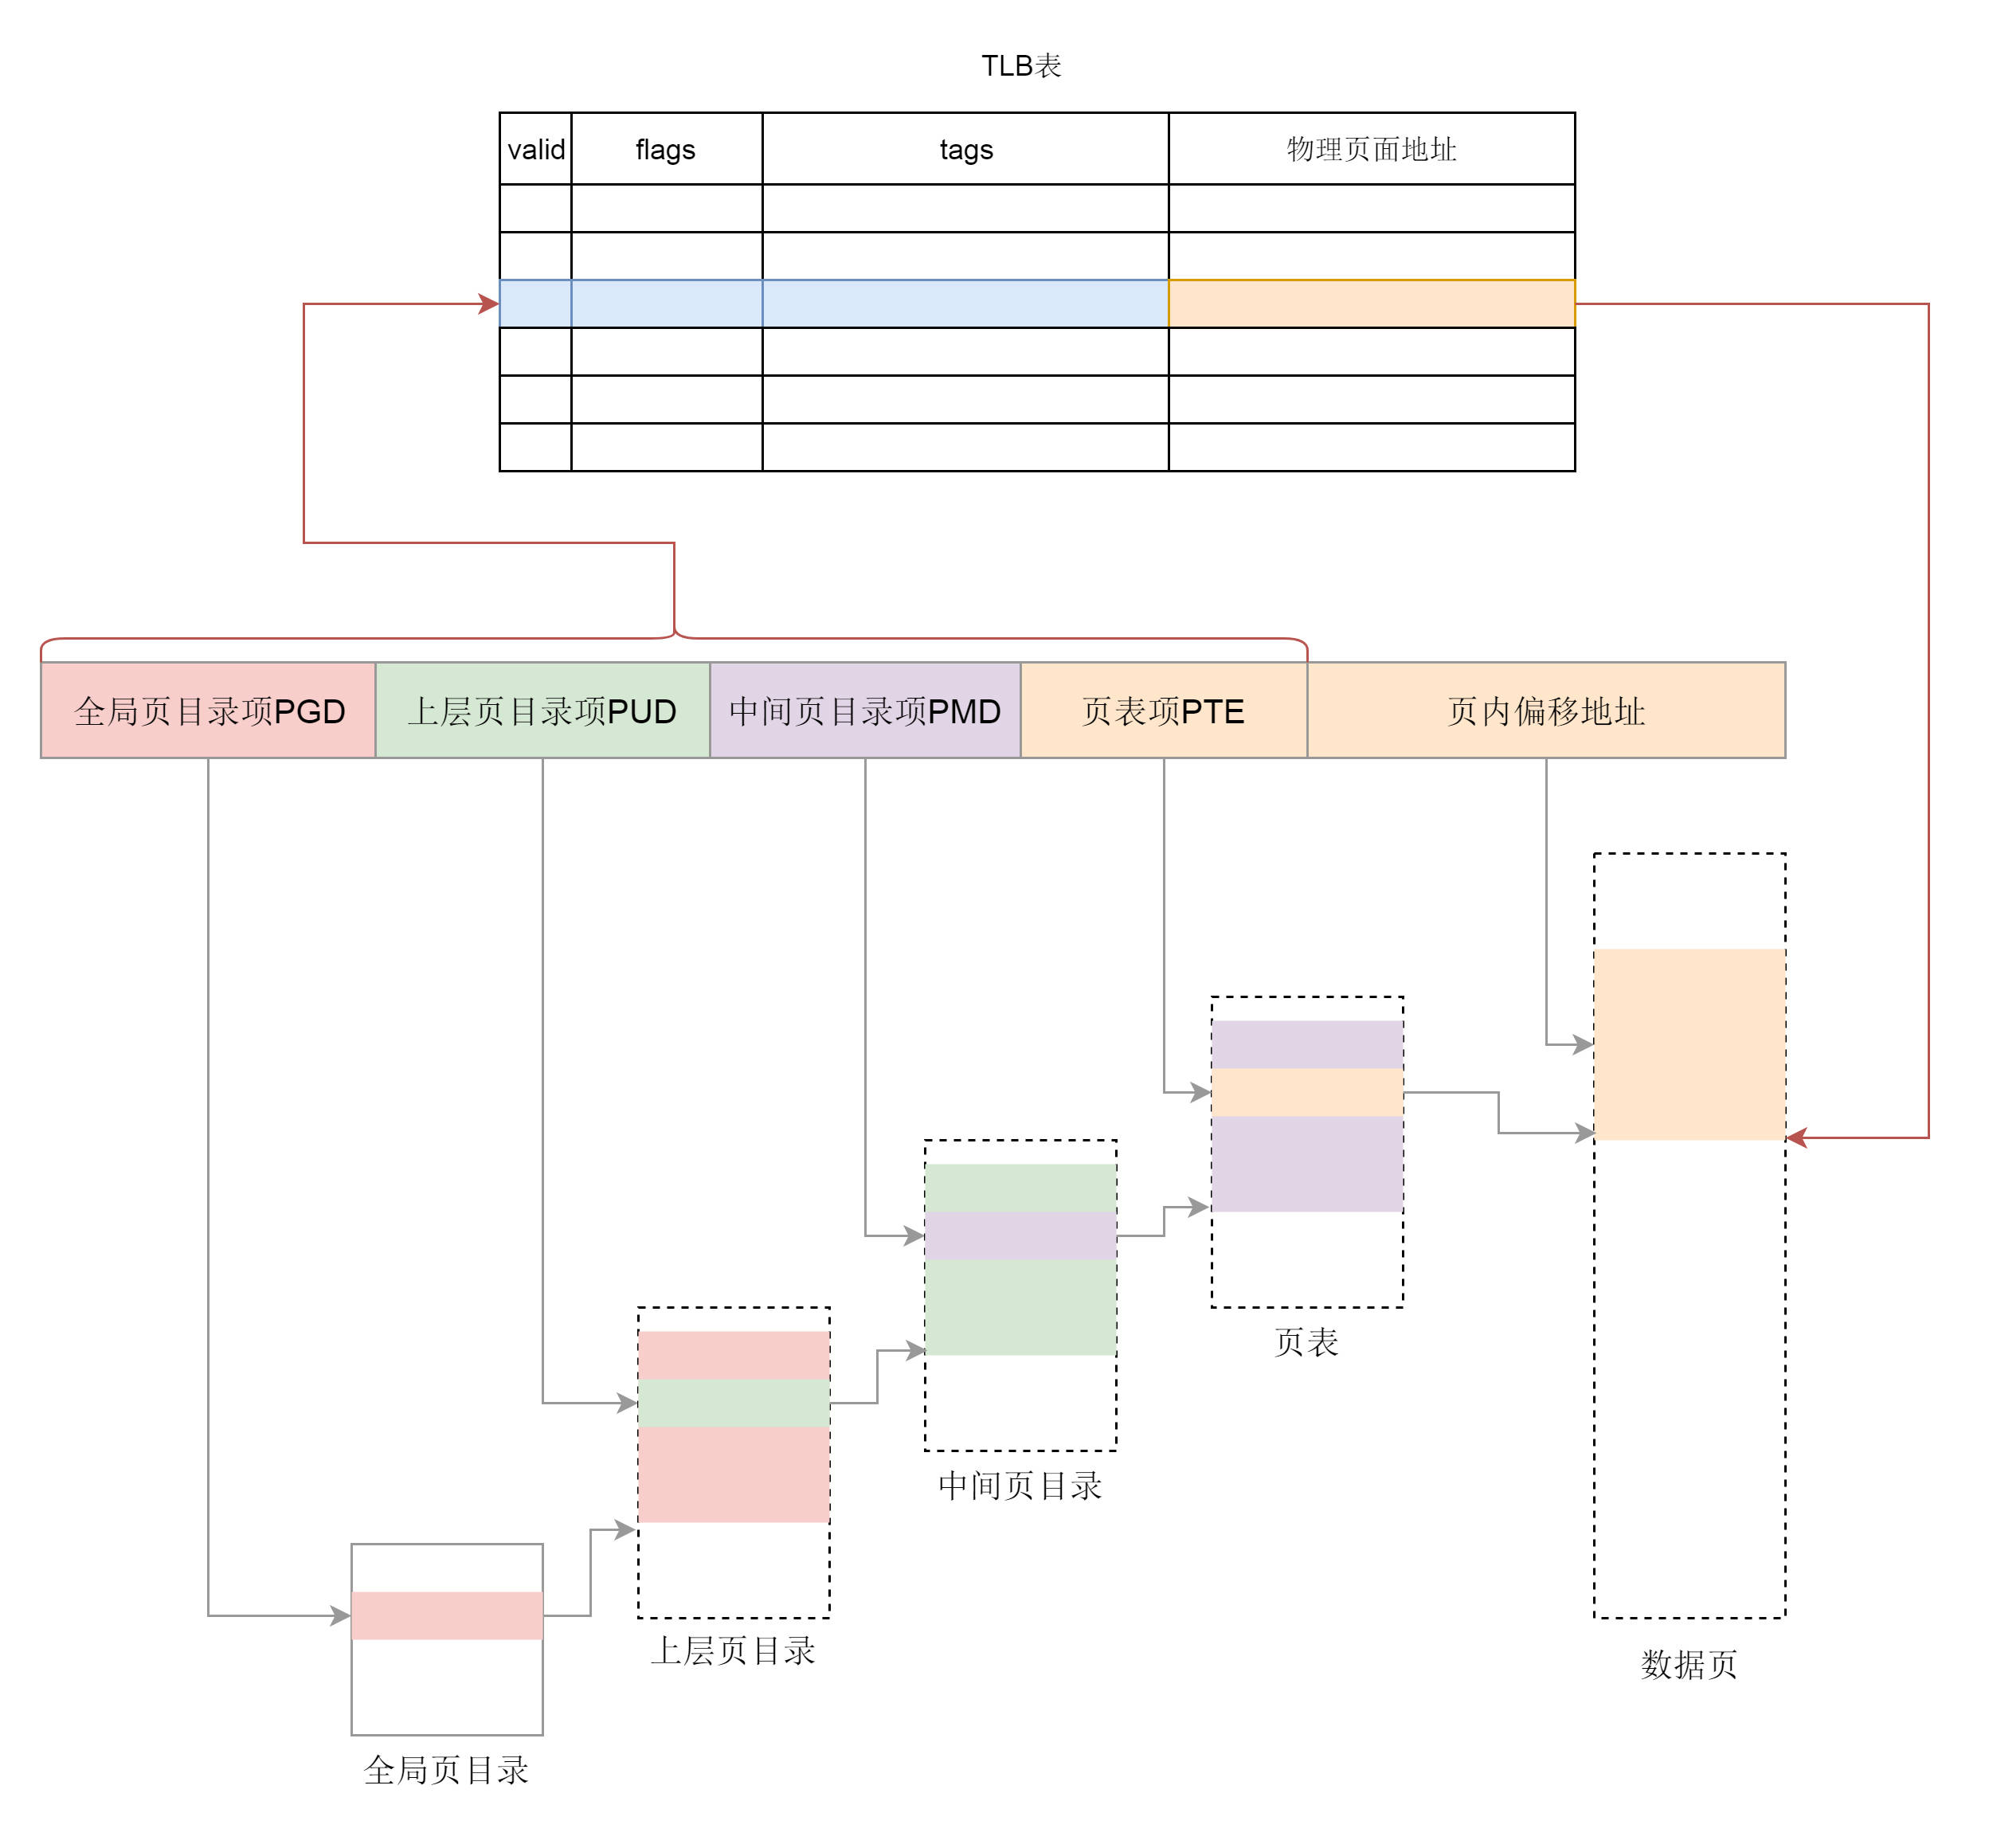 TLB表
valid
flags
tags
物理页面地址
全局页目录项PGD
上层页目录项PUD
中间页目录项PMD
页表项PTE
页内偏移地址
页表
中间页目录
上层页目录
数据页
全局页目录